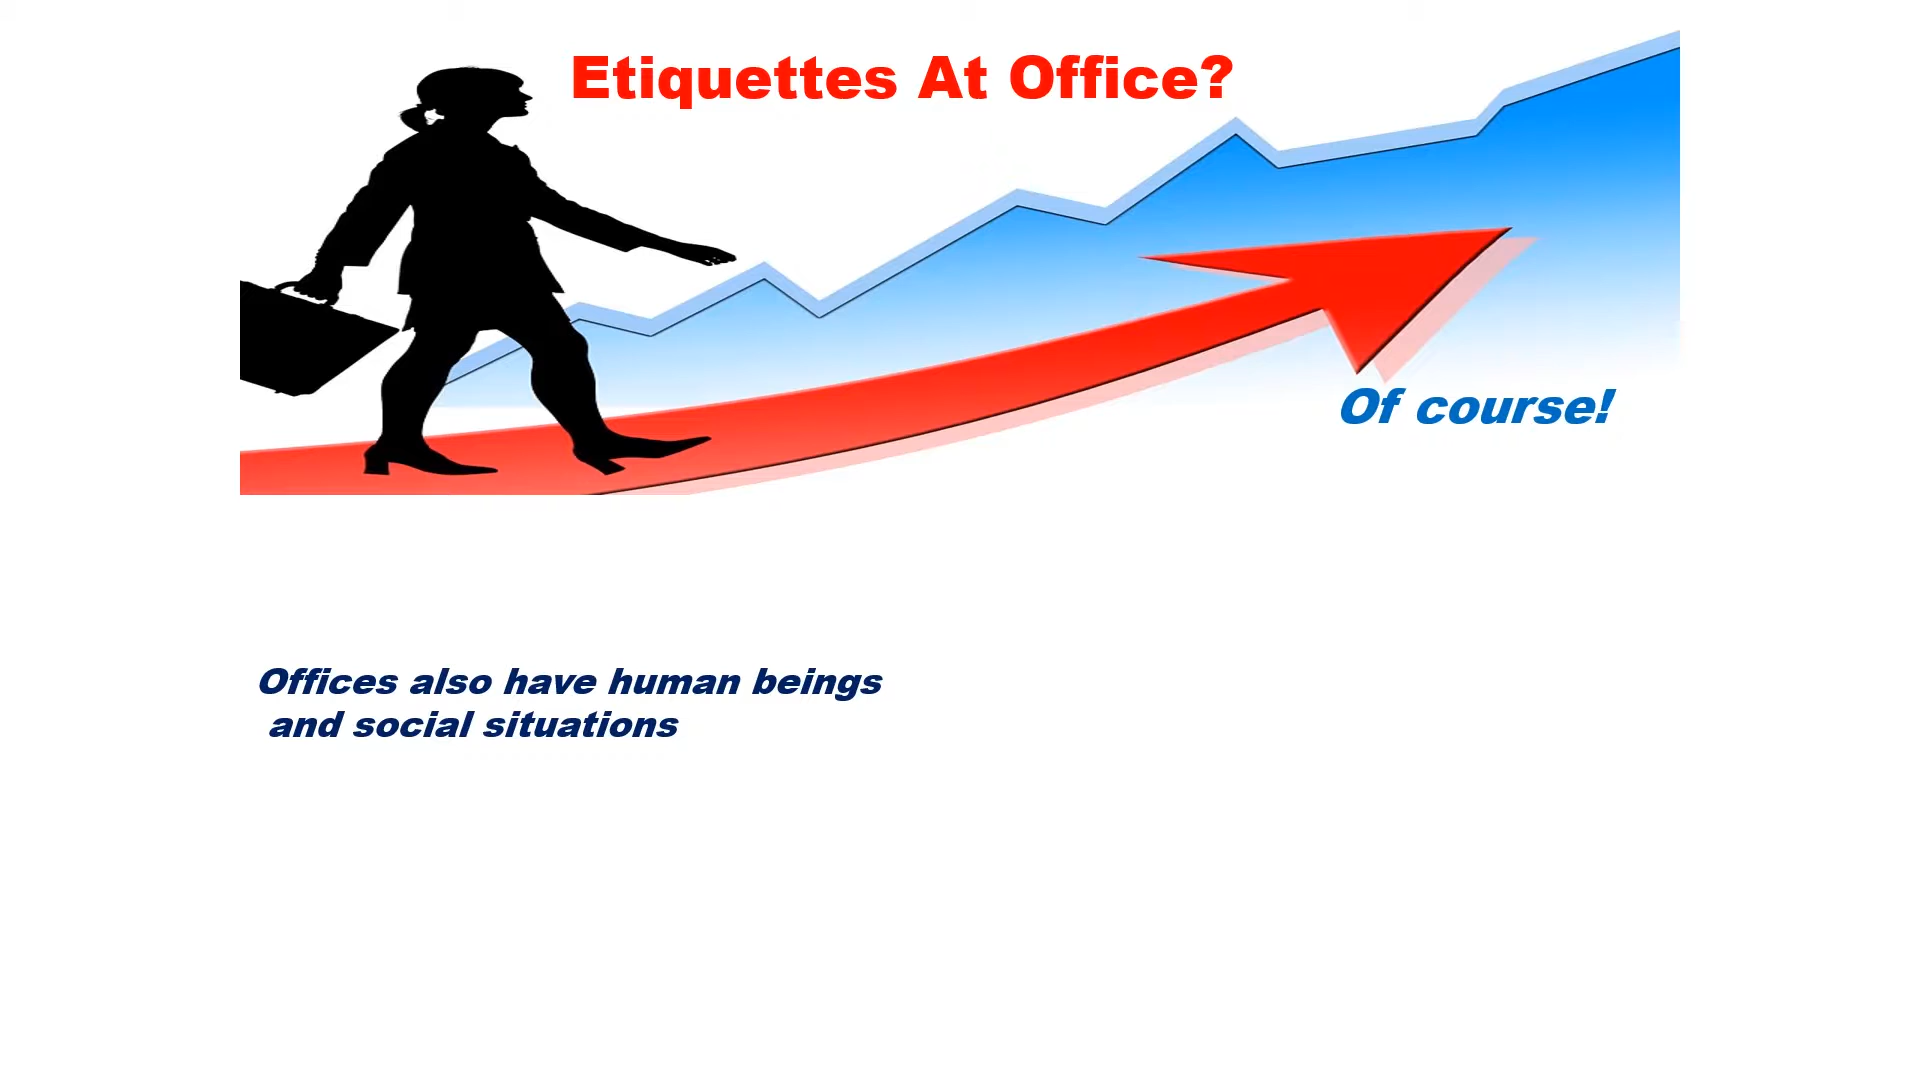 Etiquettes At Office?
Of course!
Offices also have human beings
and social situations